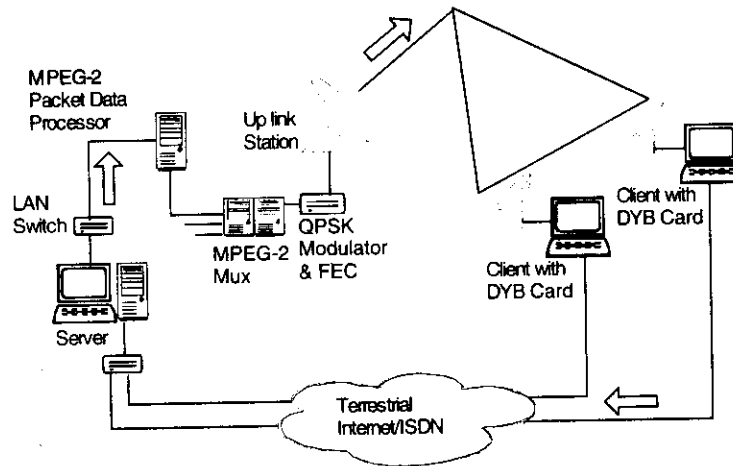 MPEG-2
Packet Data
Processor
Up link
Station
LAN
Switch
MPEG-2
Mux
QPSK
Modulator
& FEC
Client with
DYB Card
Client with
DYB Card
Server
Terrestrial
Internet/ISDN